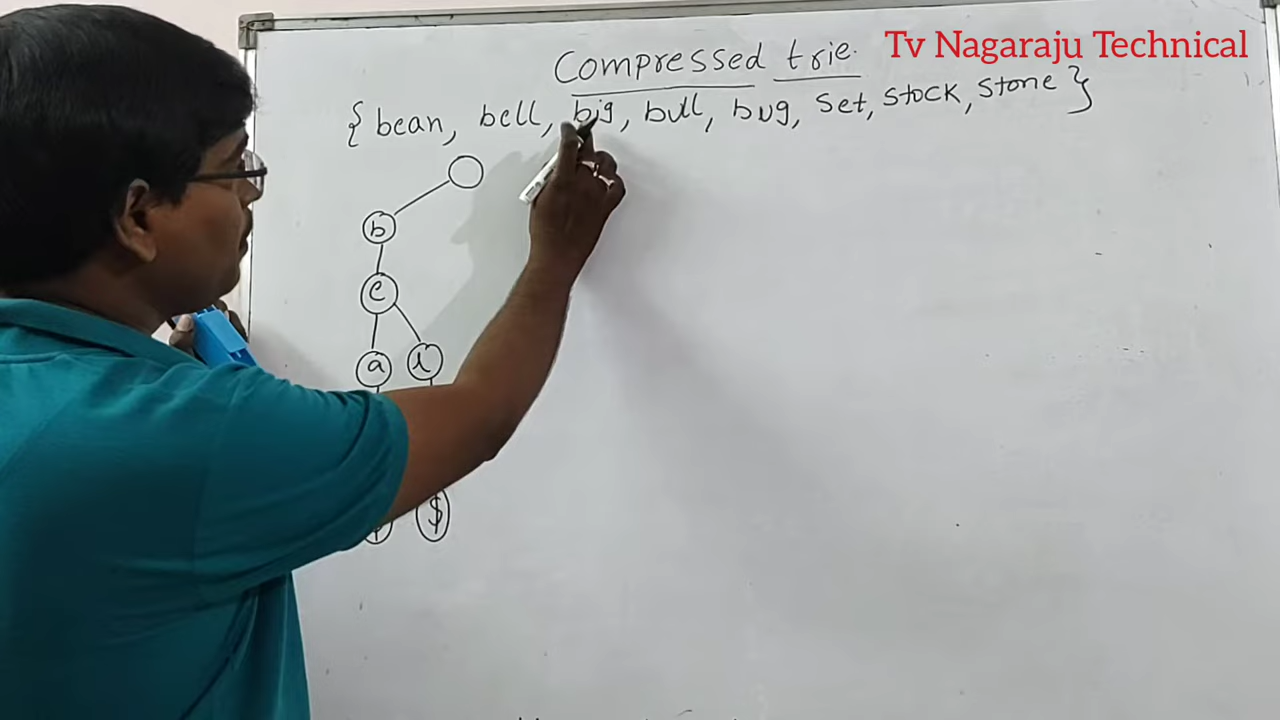 Tv Nagaraju Technical
Compressed trie.
{bean, bell, big, bull, bug, set, stock, stone}
b
e
a l
$